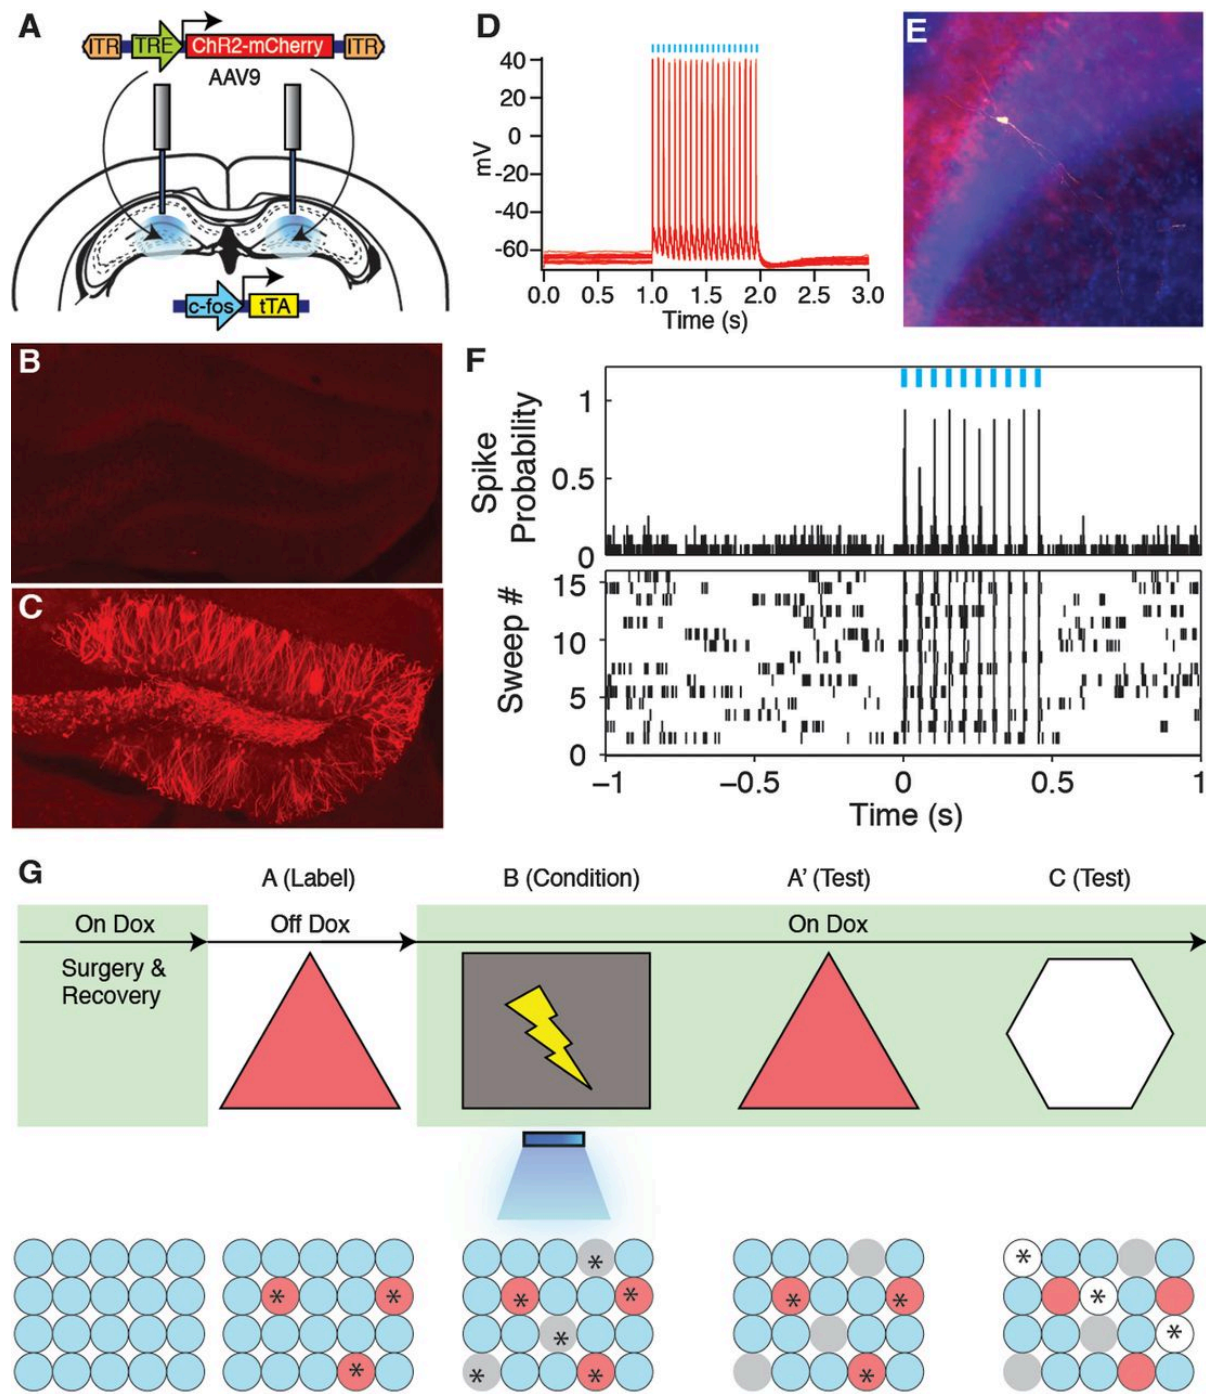 A
ITR TRE ChR2-mCherry ITR
AAV9
c-fos tTA
B
C
D
40
20
0
-20
-40
-60
mV
0.0 0.5 1.0 1.5 2.0 2.5 3.0
Time (s)
E
F
1
0.5
0
Spike
Probability
15
10
5
0
Sweep #
−1 −0.5 0 0.5 1
Time (s)
G
A (Label) B (Condition) A' (Test) C (Test)
On Dox Off Dox On Dox
Surgery &
Recovery
* * *
* * * * * *
* * *
* * *